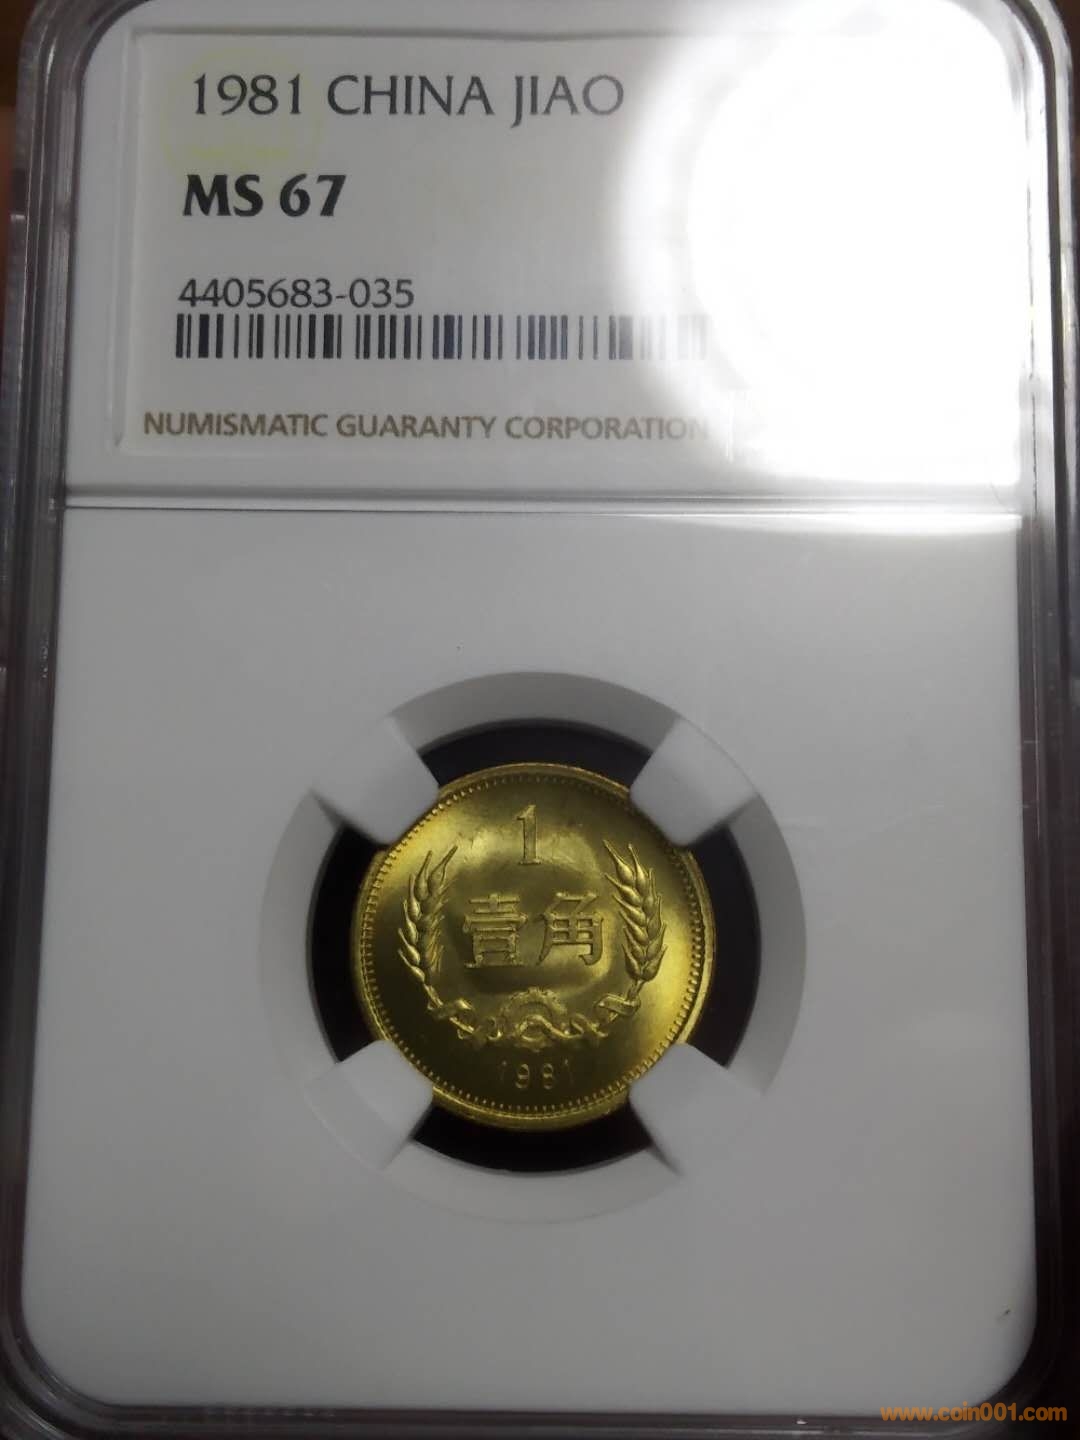 1981 CHINA JIAO
MS 67
4405683-035
NUMISMATIC GUARANTY CORPORATION
1
壹角
1981
www.coin001.com